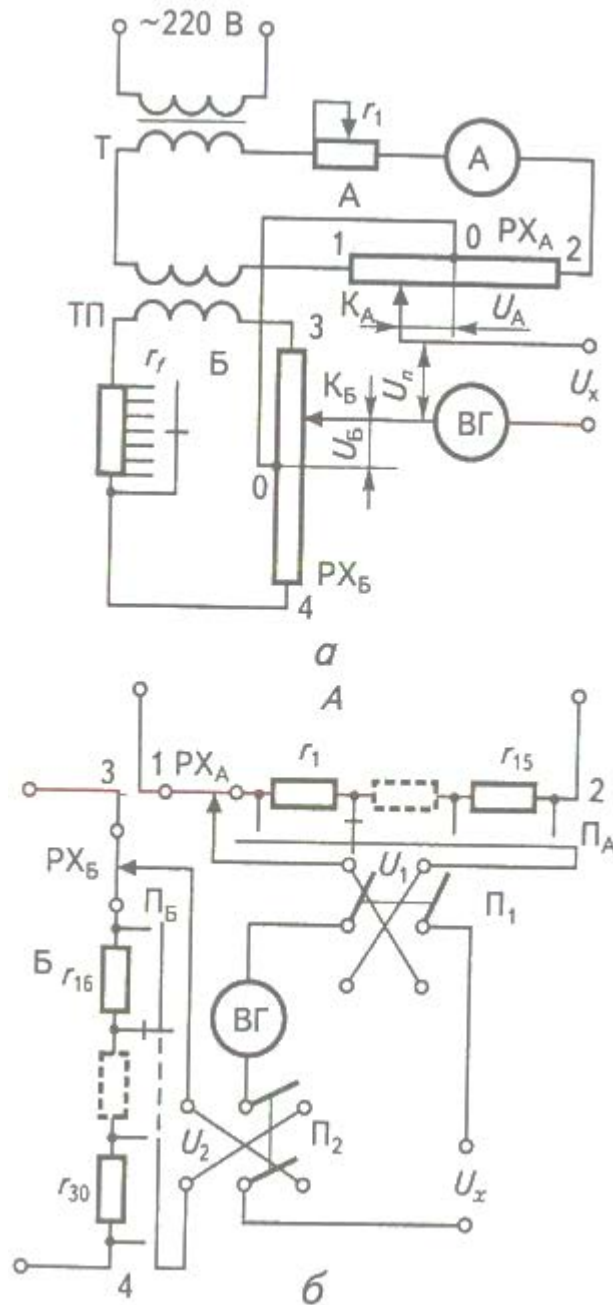 ~220 В
Т
r1
А
А
1
0
РХА
2
КА
UА
ТП
3
rf
Б
КБ
Uп
Ux
UБ
ВГ
0
РХБ
4
а
А
3
1
РХА
r1
r15
2
ПА
РХБ
U1
ПБ
П1
Б
r16
ВГ
U2
П2
Ux
r30
4
б